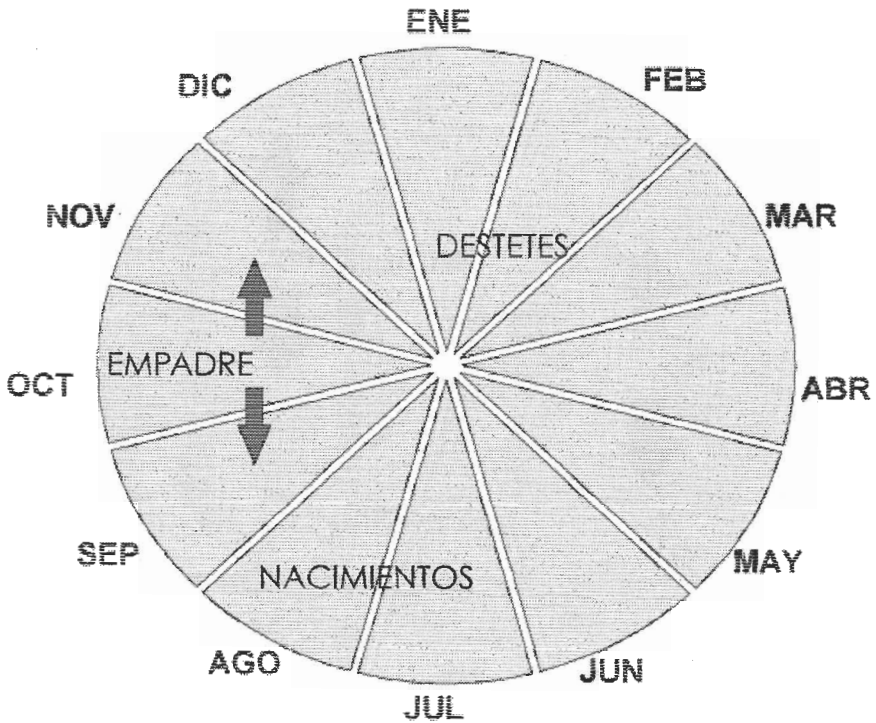 ENE
DIC
FEB
NOV
MAR
DESTETES
EMPADRE
OCT
ABR
SEP
MAY
NACIMIENTOS
AGO
JUN
JUL